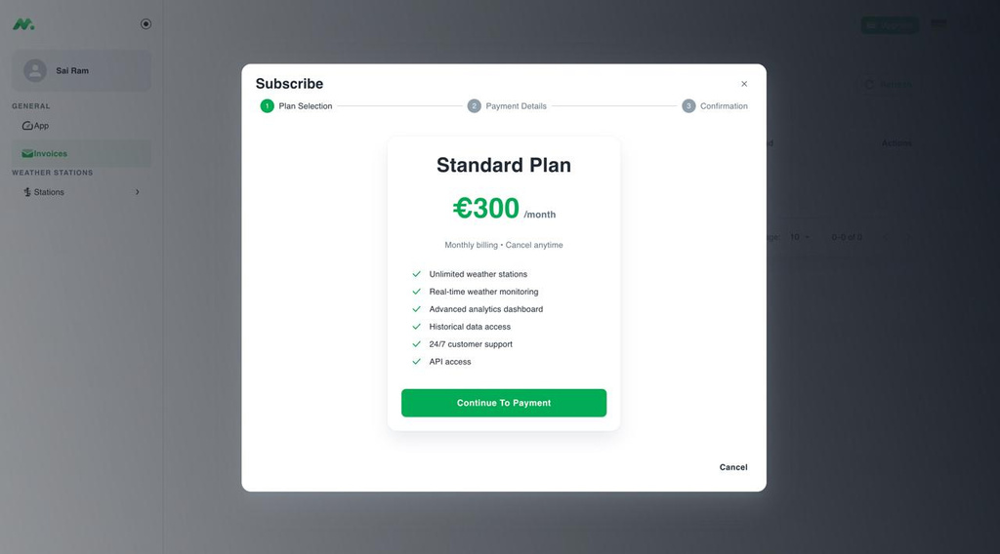 Sai Ram
GENERAL
App
Invoices
WEATHER STATIONS
Stations
Subscribe
1 Plan Selection
2 Payment Details
3 Confirmation
Standard Plan
€300 /month
Monthly billing • Cancel anytime
Unlimited weather stations
Real-time weather monitoring
Advanced analytics dashboard
Historical data access
24/7 customer support
API access
Continue To Payment
Cancel
Actions
10
0-0 of 0